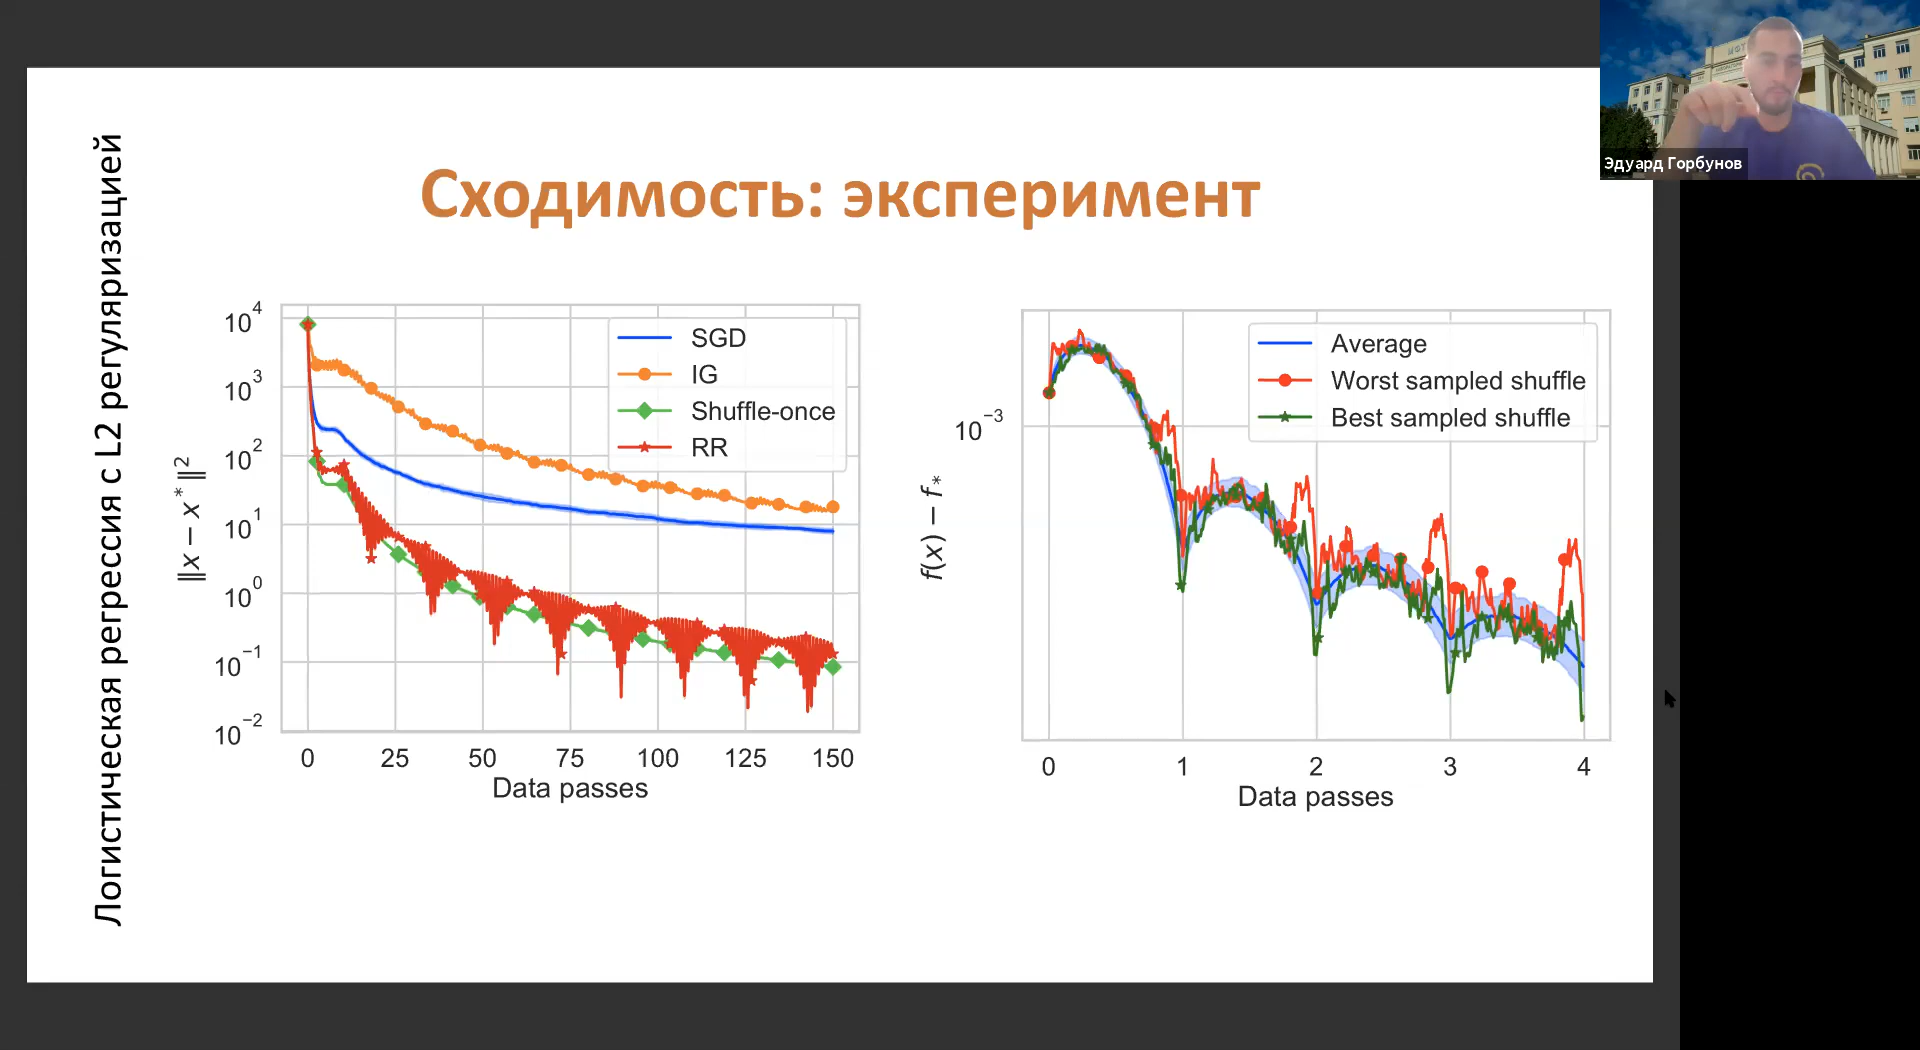 Эдуард Горбунов
Сходимость: эксперимент
Логистическая регрессия с L2 регуляризацией
10^4
10^3
10^2
10^1
10^0
10^−1
10^−2
‖x − x*‖^2
SGD
IG
Shuffle-once
RR
0 25 50 75 100 125 150
Data passes
10^−3
f(x) − f_*
Average
Worst sampled shuffle
Best sampled shuffle
0 1 2 3 4
Data passes